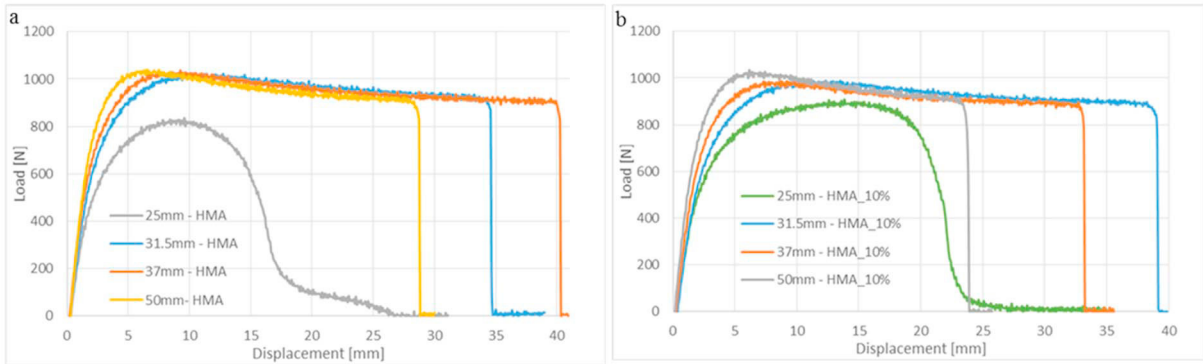 a
1200
1000
800
600
400
200
0
Load [N]
25mm - HMA
31.5mm - HMA
37mm - HMA
50mm- HMA
0 5 10 15 20 25 30 35 40
Displacement [mm]
b
1200
1000
800
600
400
200
0
Load [N]
25mm - HMA_10%
31.5mm - HMA_10%
37mm - HMA_10%
50mm - HMA_10%
0 5 10 15 20 25 30 35 40
Displacement [mm]